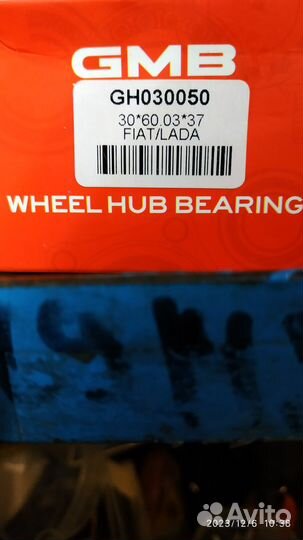 GMB
GH030050
30*60.03*37
FIAT/LADA
WHEEL HUB BEARING
2023/12/6 10:38
Avito